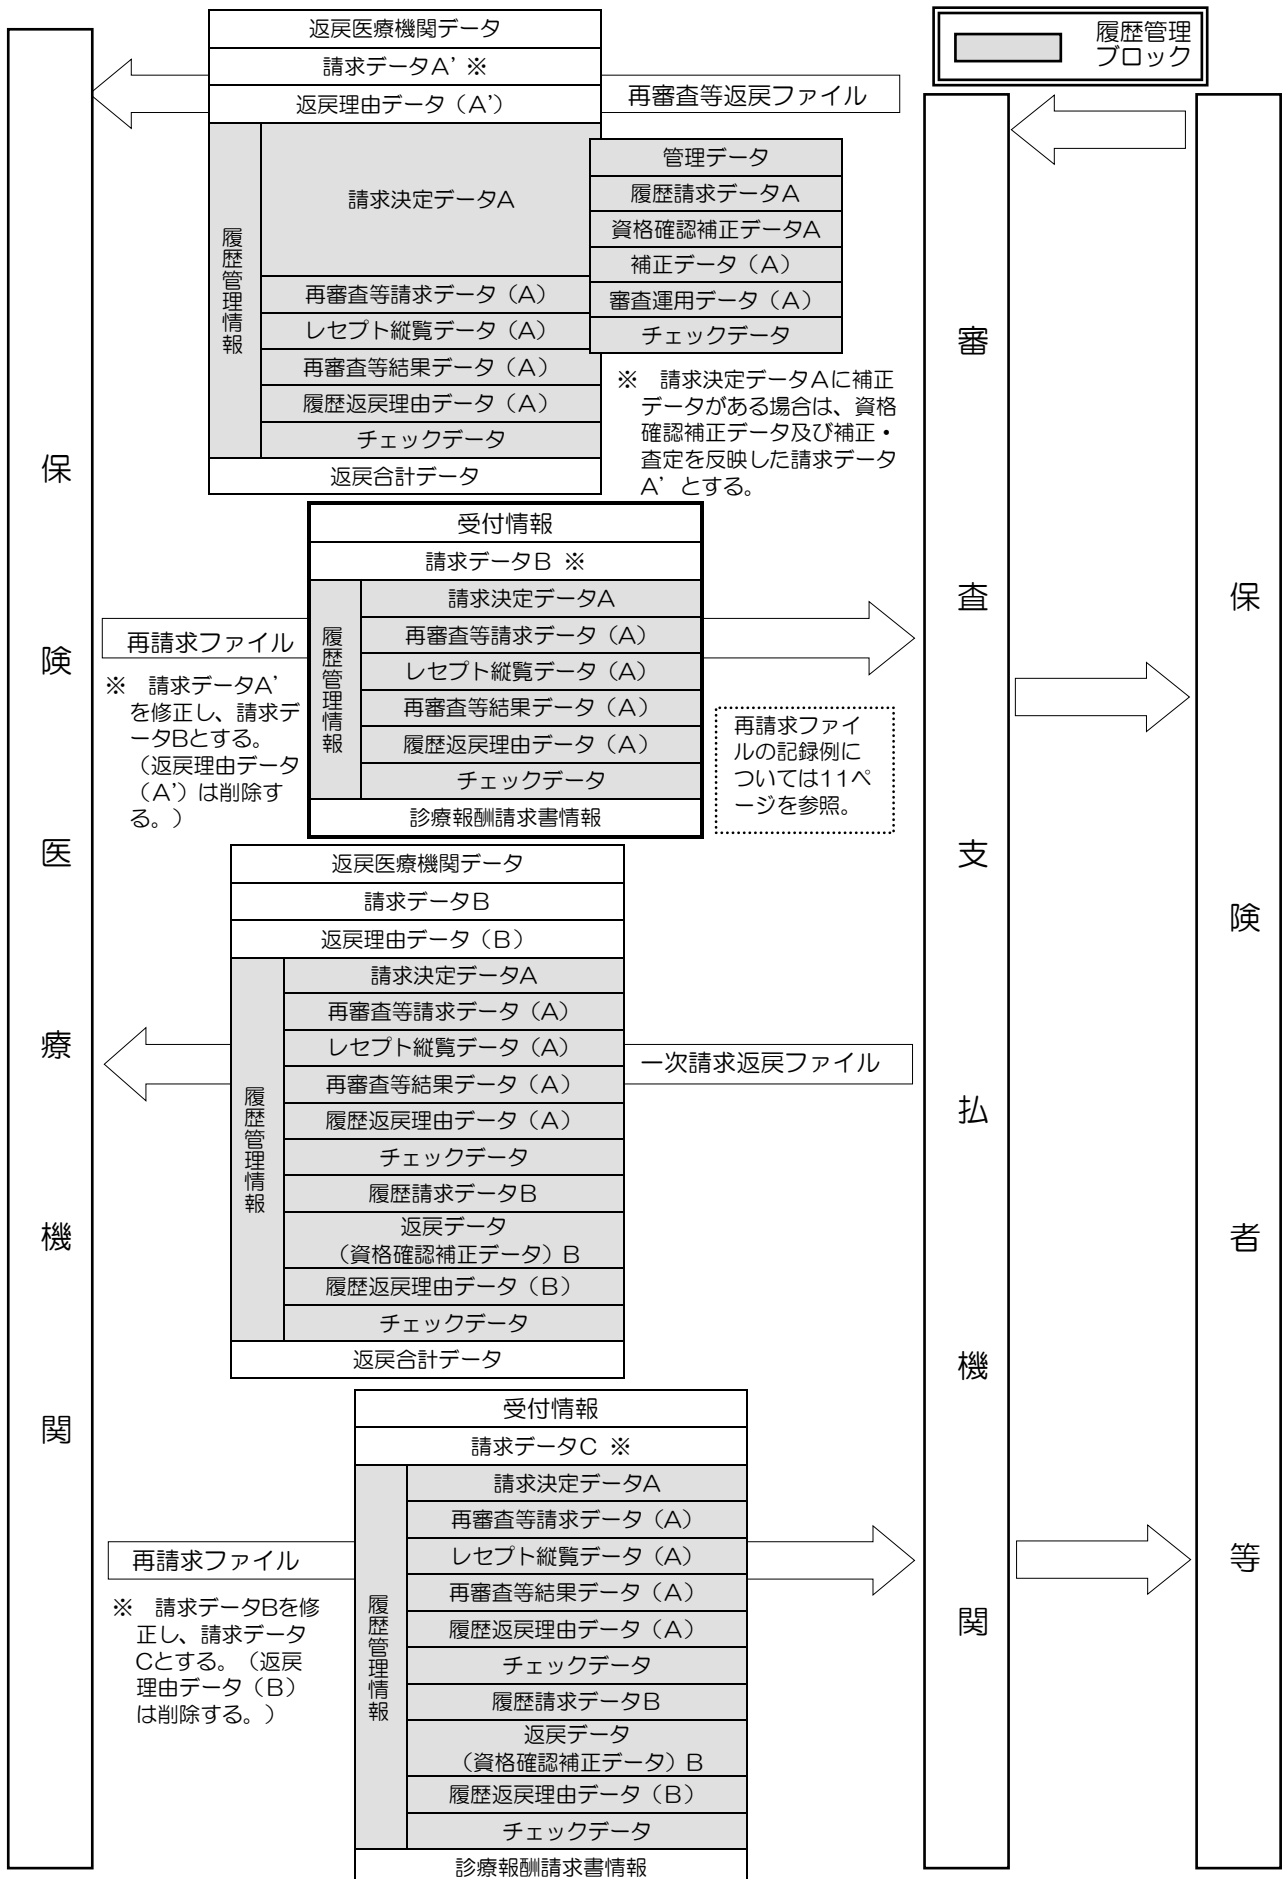 履歴管理
ブロック
保険医療機関
審査支払機関
保険者等
返戻医療機関データ
請求データA’ ※
返戻理由データ（A’）
再審査等返戻ファイル
履歴管理情報
請求決定データA
管理データ
履歴請求データA
資格確認補正データA
補正データ（A）
審査運用データ（A）
チェックデータ
再審査等請求データ（A）
レセプト縦覧データ（A）
再審査等結果データ（A）
履歴返戻理由データ（A）
チェックデータ
返戻合計データ
※　請求決定データAに補正
データがある場合は、資格
確認補正データ及び補正・
査定を反映した請求データ
A’とする。
受付情報
請求データB ※
履歴管理情報
請求決定データA
再審査等請求データ（A）
レセプト縦覧データ（A）
再審査等結果データ（A）
履歴返戻理由データ（A）
チェックデータ
診療報酬請求書情報
再請求ファイル
※　請求データA’
を修正し、請求デ
ータBとする。
（返戻理由データ
（A’）は削除す
る。）
再請求ファイ
ルの記録例に
ついては11ペ
ージを参照。
返戻医療機関データ
請求データB
返戻理由データ（B）
履歴管理情報
請求決定データA
再審査等請求データ（A）
レセプト縦覧データ（A）
再審査等結果データ（A）
履歴返戻理由データ（A）
チェックデータ
履歴請求データB
返戻データ
（資格確認補正データ）B
履歴返戻理由データ（B）
チェックデータ
返戻合計データ
一次請求返戻ファイル
受付情報
請求データC ※
履歴管理情報
請求決定データA
再審査等請求データ（A）
レセプト縦覧データ（A）
再審査等結果データ（A）
履歴返戻理由データ（A）
チェックデータ
履歴請求データB
返戻データ
（資格確認補正データ）B
履歴返戻理由データ（B）
チェックデータ
診療報酬請求書情報
再請求ファイル
※　請求データBを修
正し、請求データ
Cとする。（返戻
理由データ（B）
は削除する。）